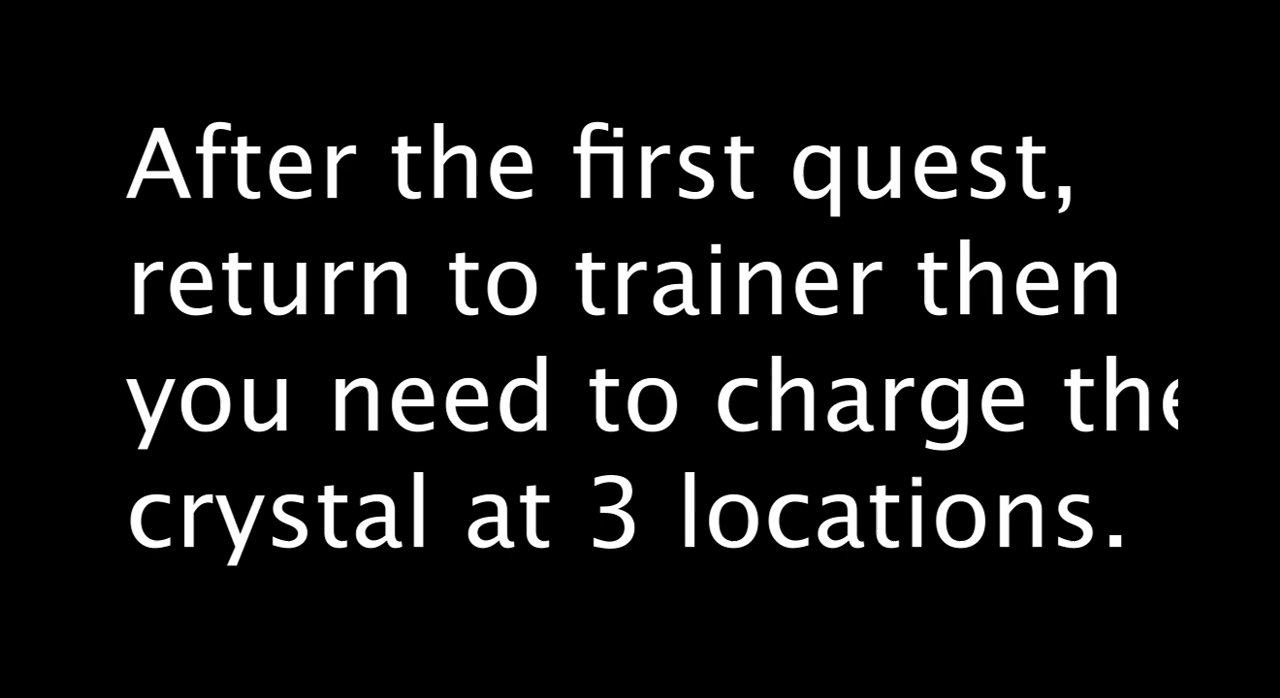 After the first quest,
return to trainer then
you need to charge the
crystal at 3 locations.